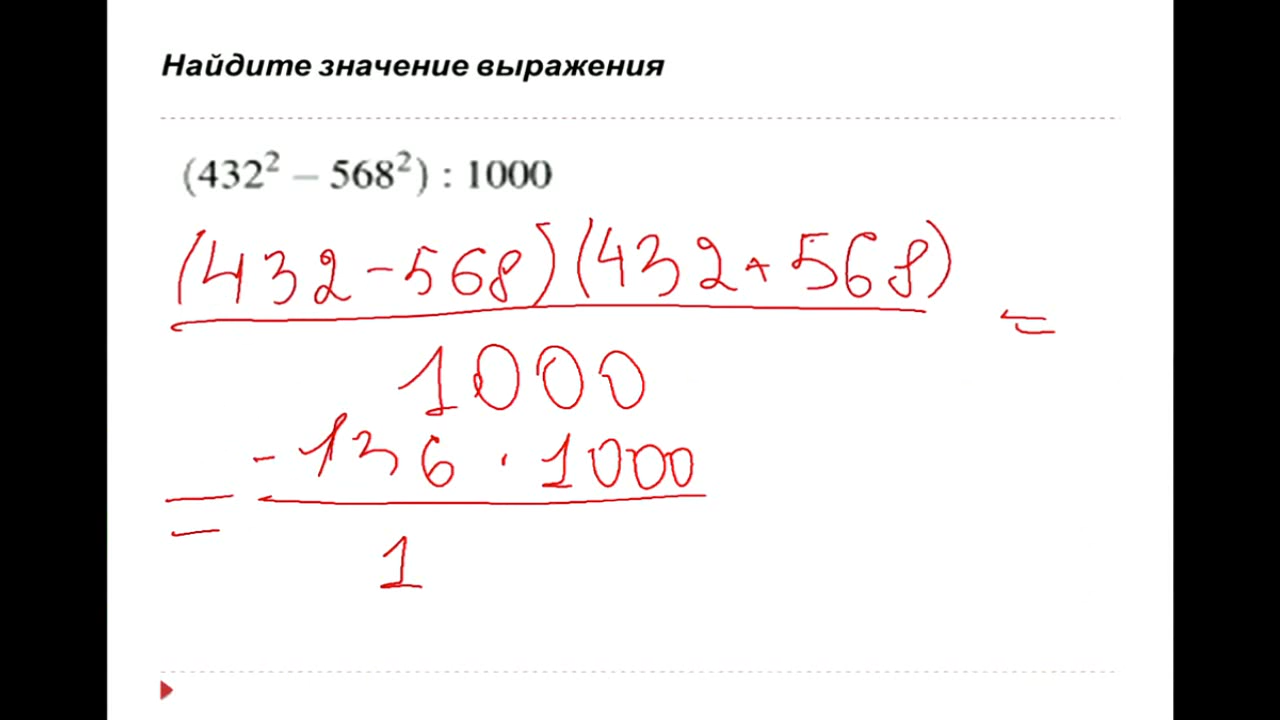 Найдите значение выражения
(432² – 568²) : 1000
(432-568)(432+568) =
1000
-136 · 1000
=
1